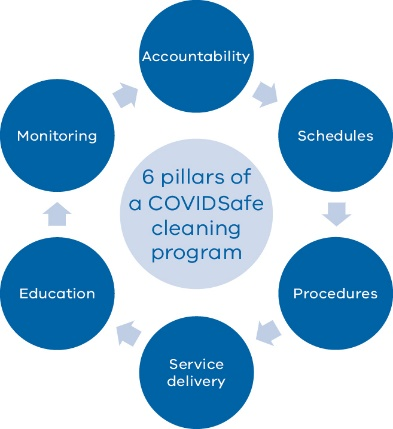 Accountability
Schedules
Procedures
Service
delivery
Education
Monitoring
6 pillars of
a COVIDSafe
cleaning
program